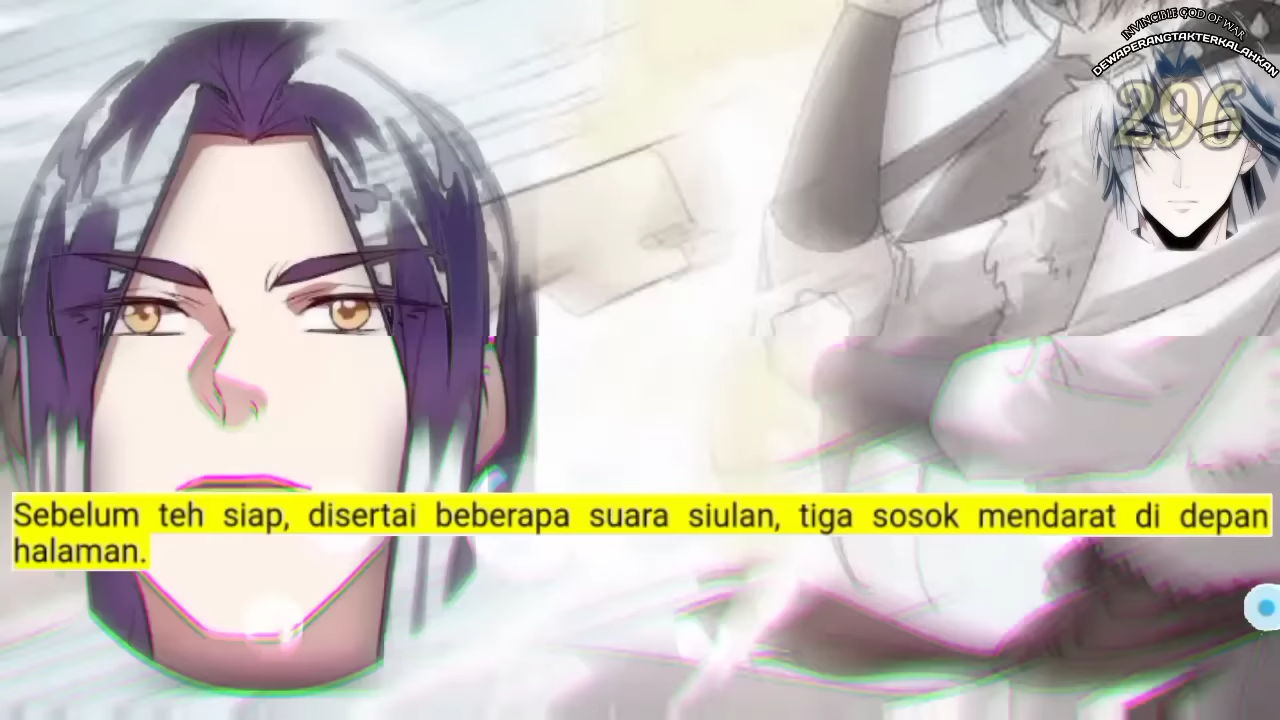 INVINCIBLE GOD OF WAR
DEWAPERANGTAKTERKALAHKAN
296
Sebelum teh siap, disertai beberapa suara siulan, tiga sosok mendarat di depan
halaman.